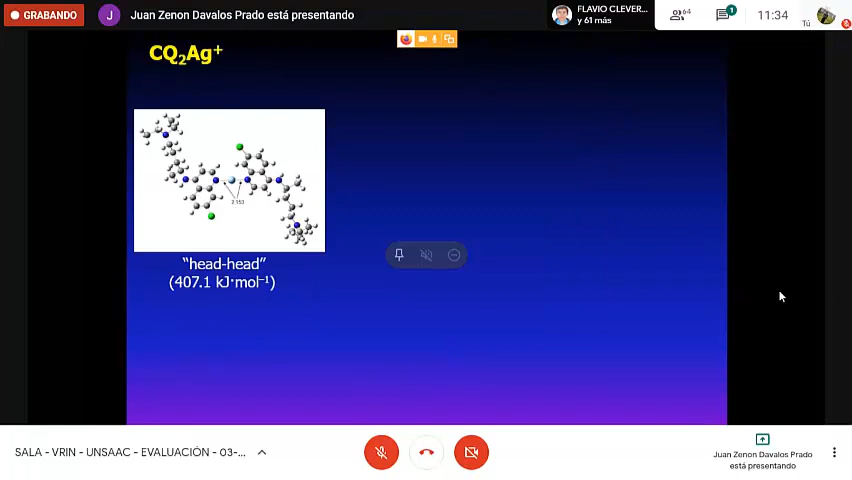 GRABANDO
J
Juan Zenon Davalos Prado está presentando
FLAVIO CLEVER...
y 61 más
64
1
11:34
Tú
CQ₂Ag⁺
2.153
“head-head”
(407.1 kJ·mol⁻¹)
SALA - VRIN - UNSAAC - EVALUACIÓN - 03-...
Juan Zenon Davalos Prado
está presentando